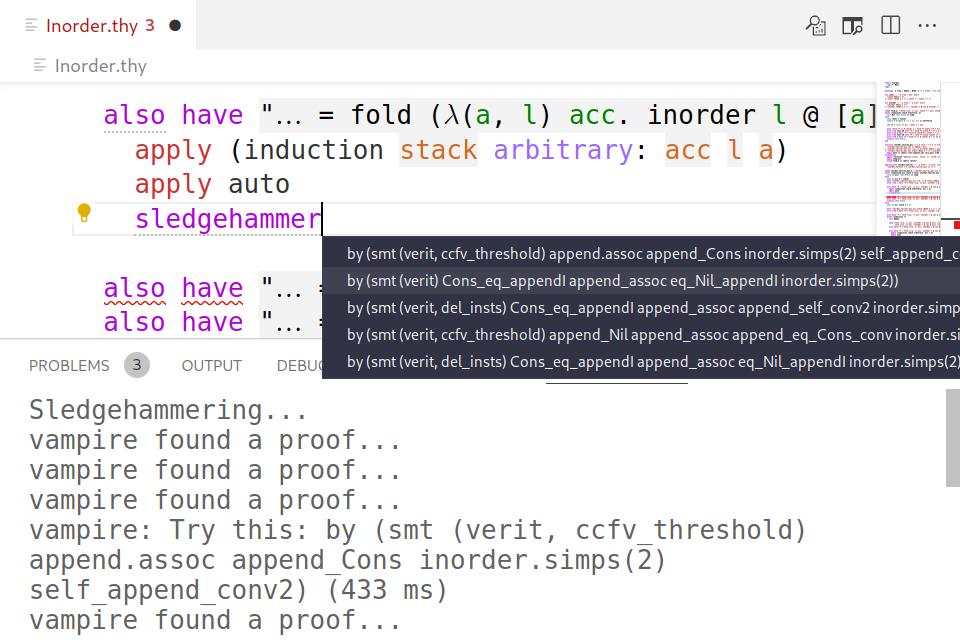 Inorder.thy 3
Inorder.thy
also have "... = fold (λ(a, l) acc. inorder l @ [a]
apply (induction stack arbitrary: acc l a)
apply auto
sledgehammer
by (smt (verit, ccfv_threshold) append.assoc append_Cons inorder.simps(2) self_append_c
by (smt (verit) Cons_eq_appendI append_assoc eq_Nil_appendI inorder.simps(2))
by (smt (verit, del_insts) Cons_eq_appendI append_assoc append_self_conv2 inorder.simp
by (smt (verit, ccfv_threshold) append_Nil append_assoc append_eq_Cons_conv inorder.si
by (smt (verit, del_insts) Cons_eq_appendI append_assoc eq_Nil_appendI inorder.simps(2)
also have "... =
also have "... =
PROBLEMS 3 OUTPUT DEBU
Sledgehammering...
vampire found a proof...
vampire found a proof...
vampire found a proof...
vampire: Try this: by (smt (verit, ccfv_threshold)
append.assoc append_Cons inorder.simps(2)
self_append_conv2) (433 ms)
vampire found a proof...